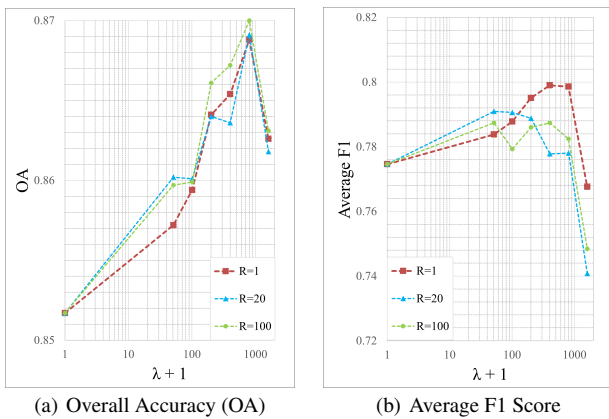 0.87
0.86
0.85
OA
R=1
R=20
R=100
1 10 100 1000
λ + 1
(a) Overall Accuracy (OA)
0.82
0.8
0.78
0.76
0.74
0.72
Average F1
R=1
R=20
R=100
1 10 100 1000
λ + 1
(b) Average F1 Score